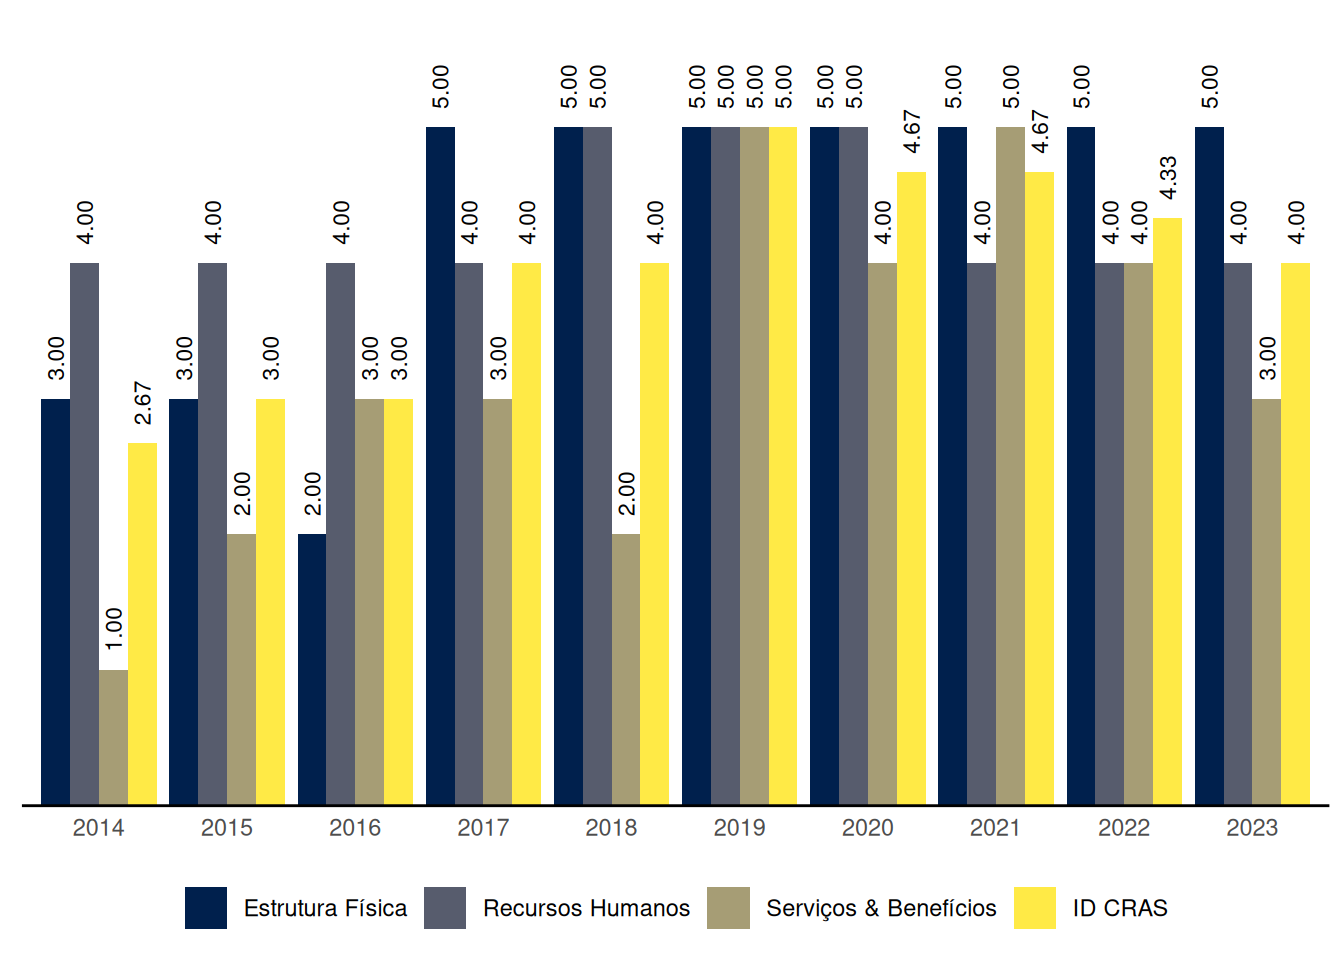 3.00 4.00 1.00 2.67
3.00 4.00 2.00 3.00
2.00 4.00 3.00 3.00
5.00 4.00 3.00 4.00
5.00 5.00 2.00 4.00
5.00 5.00 5.00 5.00
5.00 5.00 4.00 4.67
5.00 4.00 5.00 4.67
5.00 4.00 4.00 4.33
5.00 4.00 3.00 4.00
2014 2015 2016 2017 2018 2019 2020 2021 2022 2023
Estrutura Física Recursos Humanos Serviços & Benefícios ID CRAS